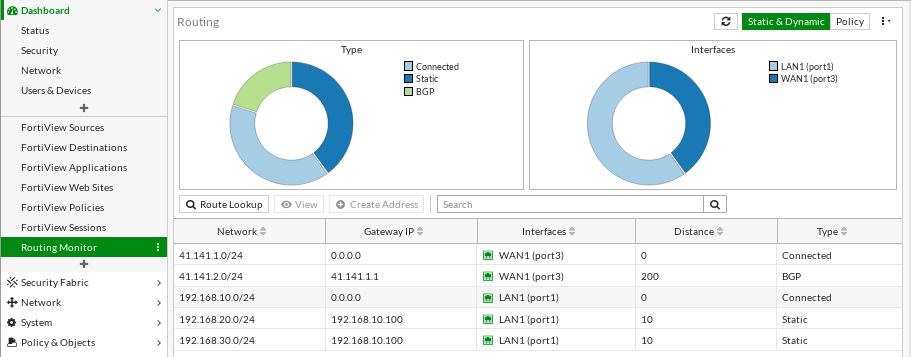 Dashboard
Status
Security
Network
Users & Devices
FortiView Sources
FortiView Destinations
FortiView Applications
FortiView Web Sites
FortiView Policies
FortiView Sessions
Routing Monitor
Security Fabric
Network
System
Policy & Objects
Routing
Static & Dynamic Policy
Type
Connected
Static
BGP
Interfaces
LAN1 (port1)
WAN1 (port3)
Route Lookup View Create Address Search
Network Gateway IP Interfaces Distance Type
41.141.1.0/24 0.0.0.0 WAN1 (port3) 0 Connected
41.141.2.0/24 41.141.1.1 WAN1 (port3) 200 BGP
192.168.10.0/24 0.0.0.0 LAN1 (port1) 0 Connected
192.168.20.0/24 192.168.10.100 LAN1 (port1) 10 Static
192.168.30.0/24 192.168.10.100 LAN1 (port1) 10 Static